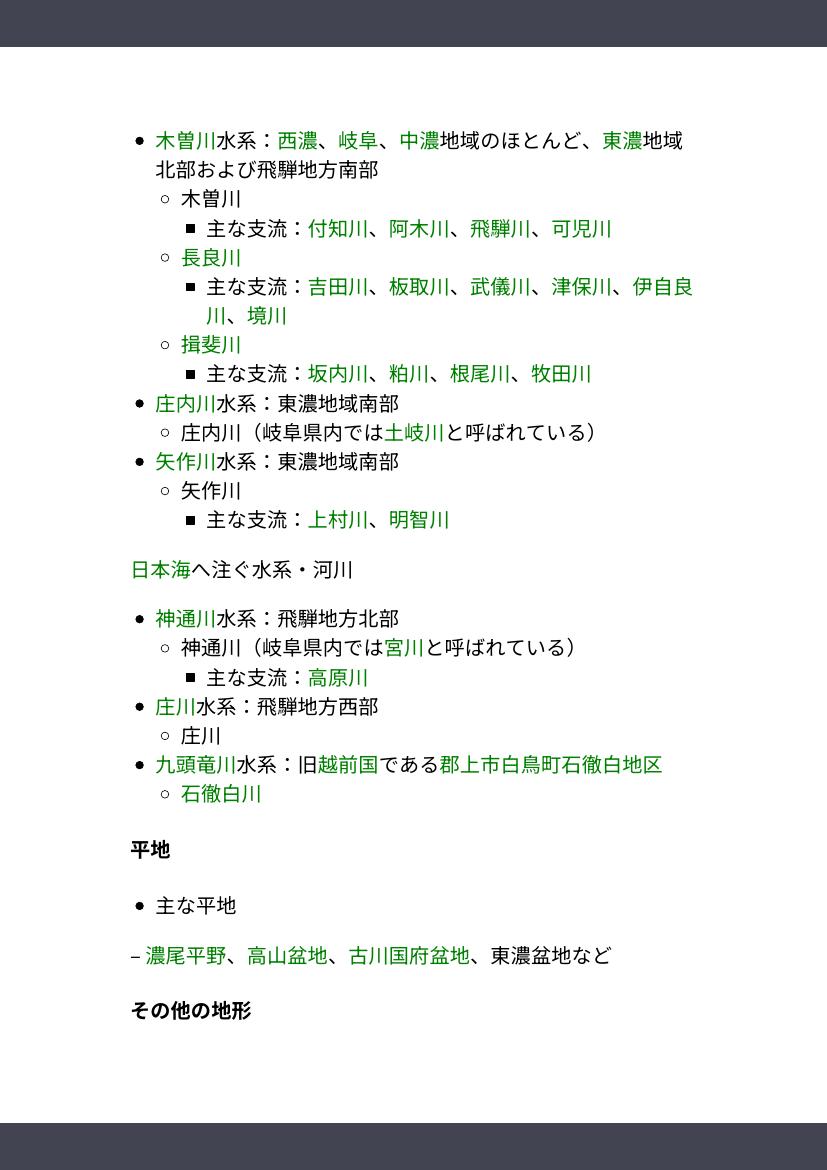 木曽川水系：西濃、岐阜、中濃地域のほとんど、東濃地域
北部および飛騨地方南部
木曽川
主な支流：付知川、阿木川、飛騨川、可児川
長良川
主な支流：吉田川、板取川、武儀川、津保川、伊自良
川、境川
揖斐川
主な支流：坂内川、粕川、根尾川、牧田川
庄内川水系：東濃地域南部
庄内川（岐阜県内では土岐川と呼ばれている）
矢作川水系：東濃地域南部
矢作川
主な支流：上村川、明智川
日本海へ注ぐ水系・河川
神通川水系：飛騨地方北部
神通川（岐阜県内では宮川と呼ばれている）
主な支流：高原川
庄川水系：飛騨地方西部
庄川
九頭竜川水系：旧越前国である郡上市白鳥町石徹白地区
石徹白川
平地
主な平地
– 濃尾平野、高山盆地、古川国府盆地、東濃盆地など
その他の地形